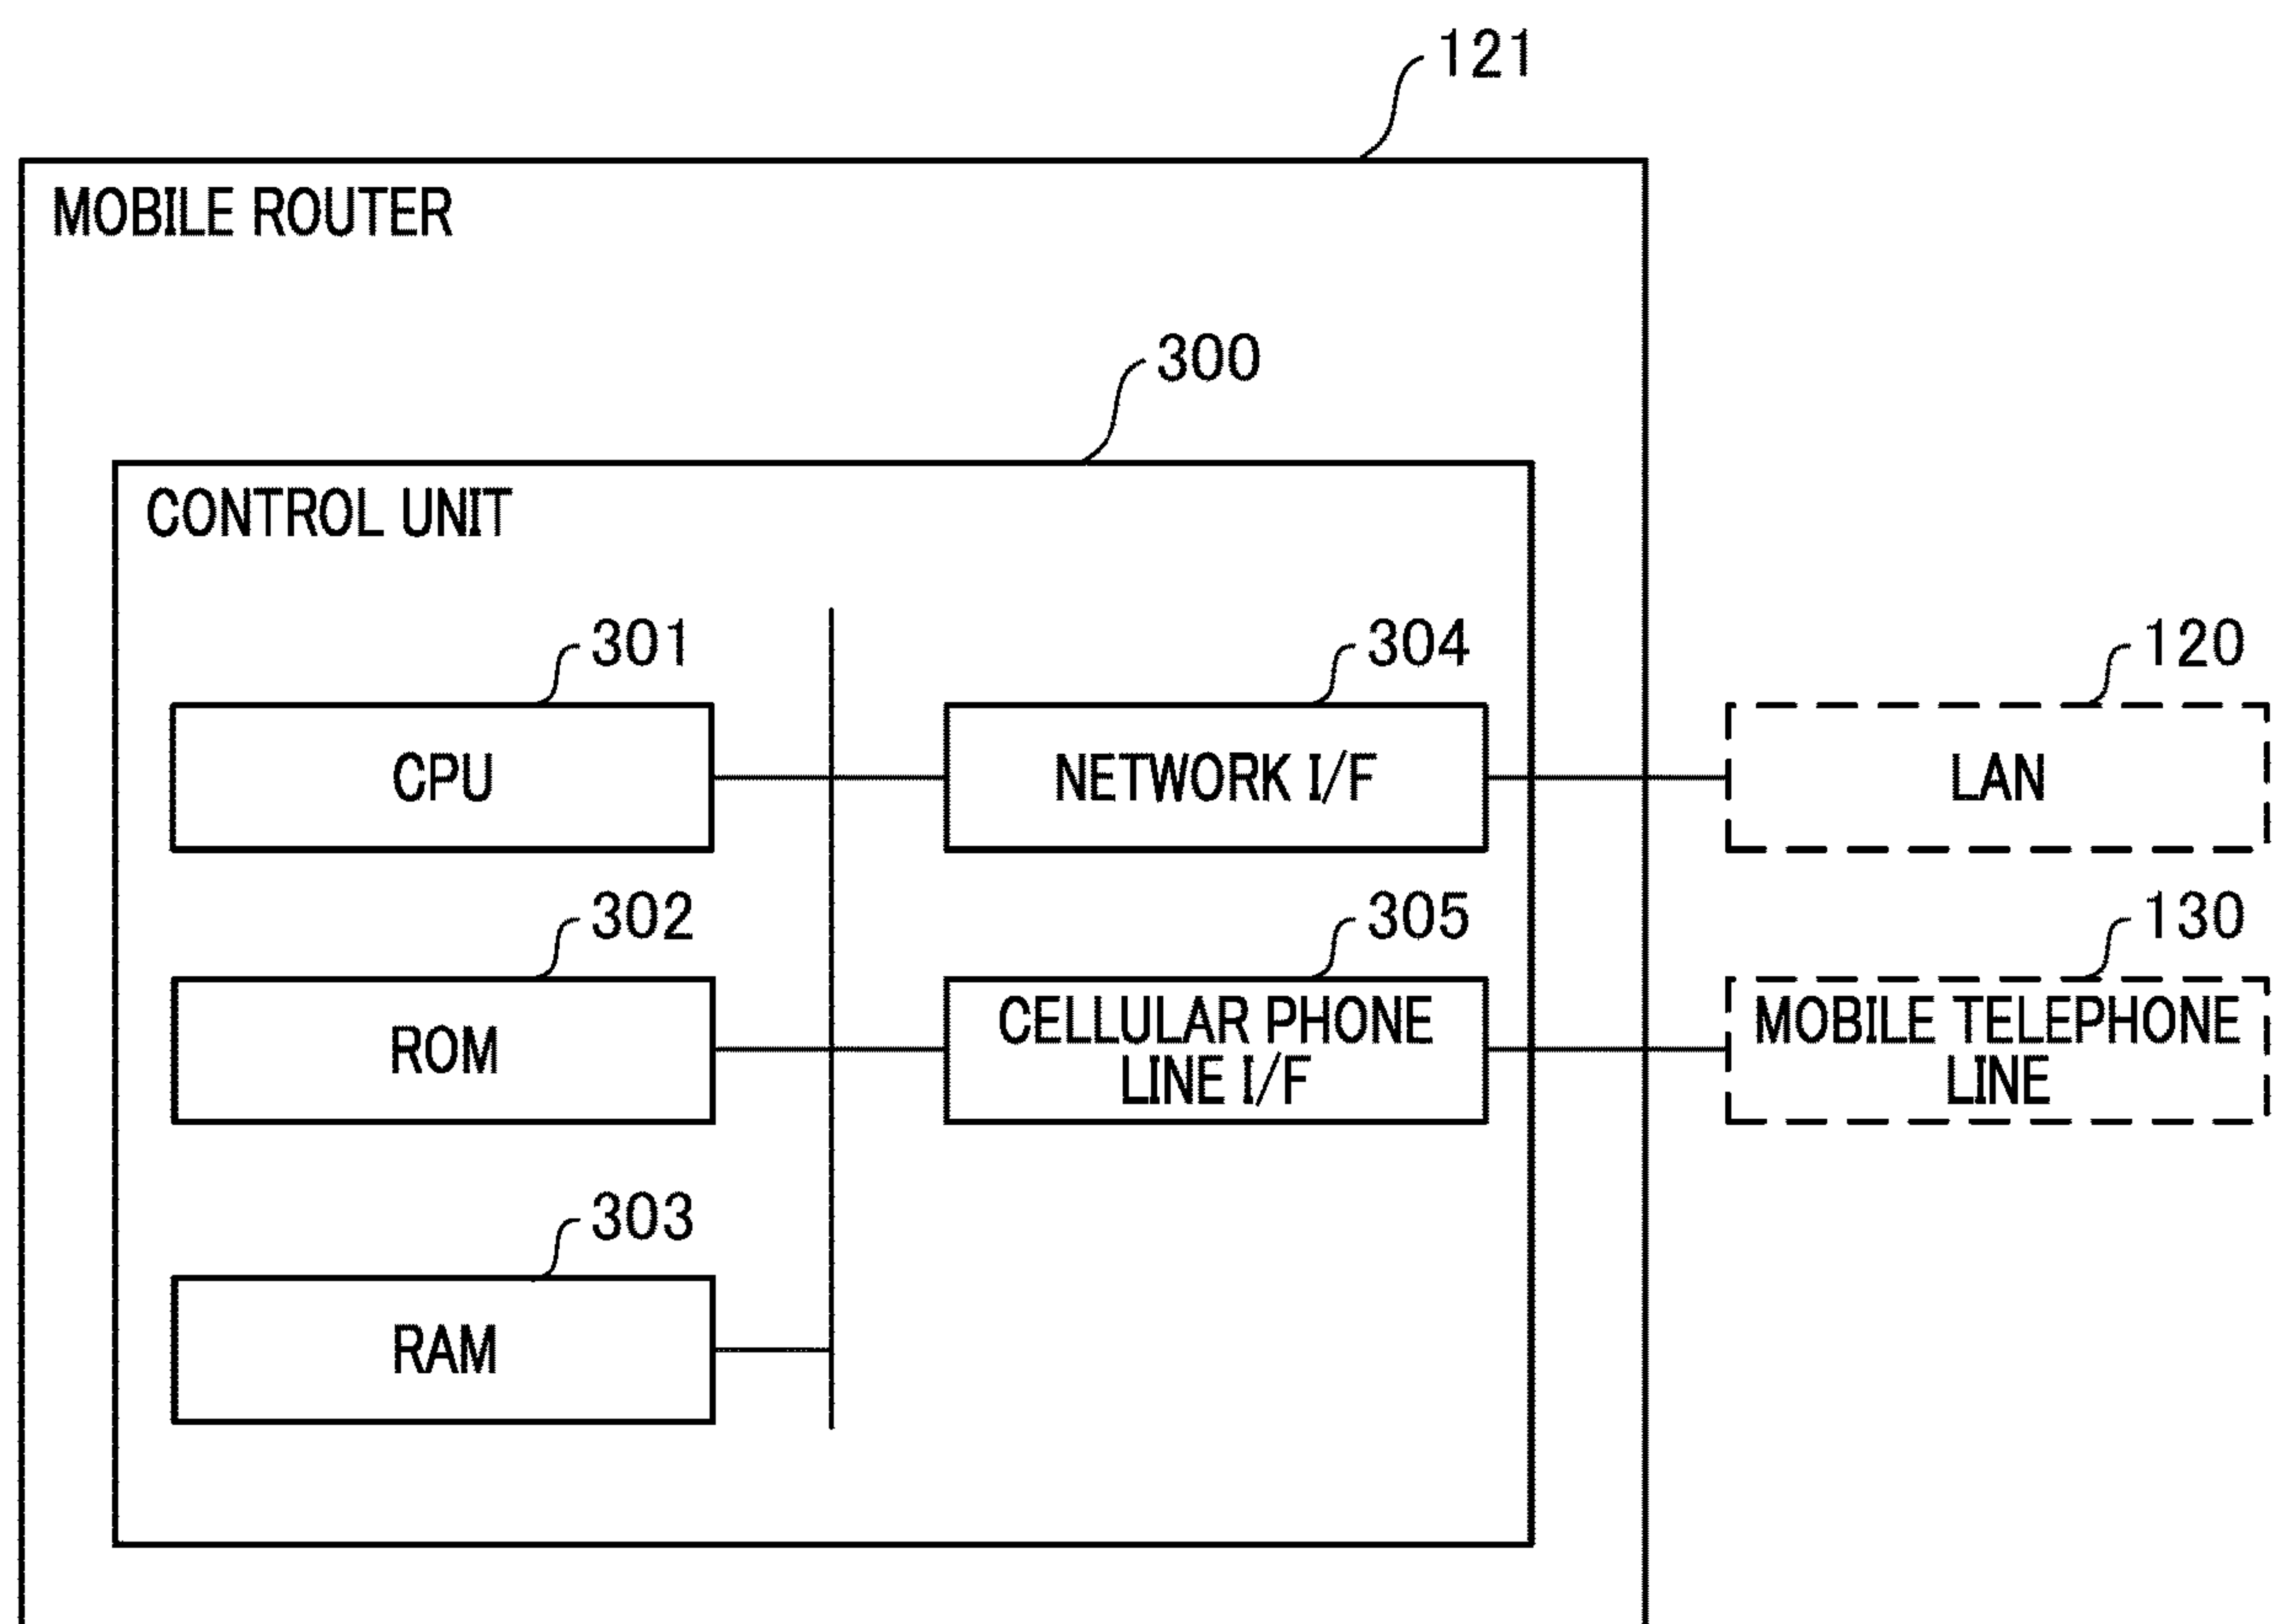 121
MOBILE ROUTER
300
CONTROL UNIT
301
304
120
CPU
NETWORK I/F
LAN
302
305
130
ROM
CELLULAR PHONE
LINE I/F
MOBILE TELEPHONE
LINE
303
RAM